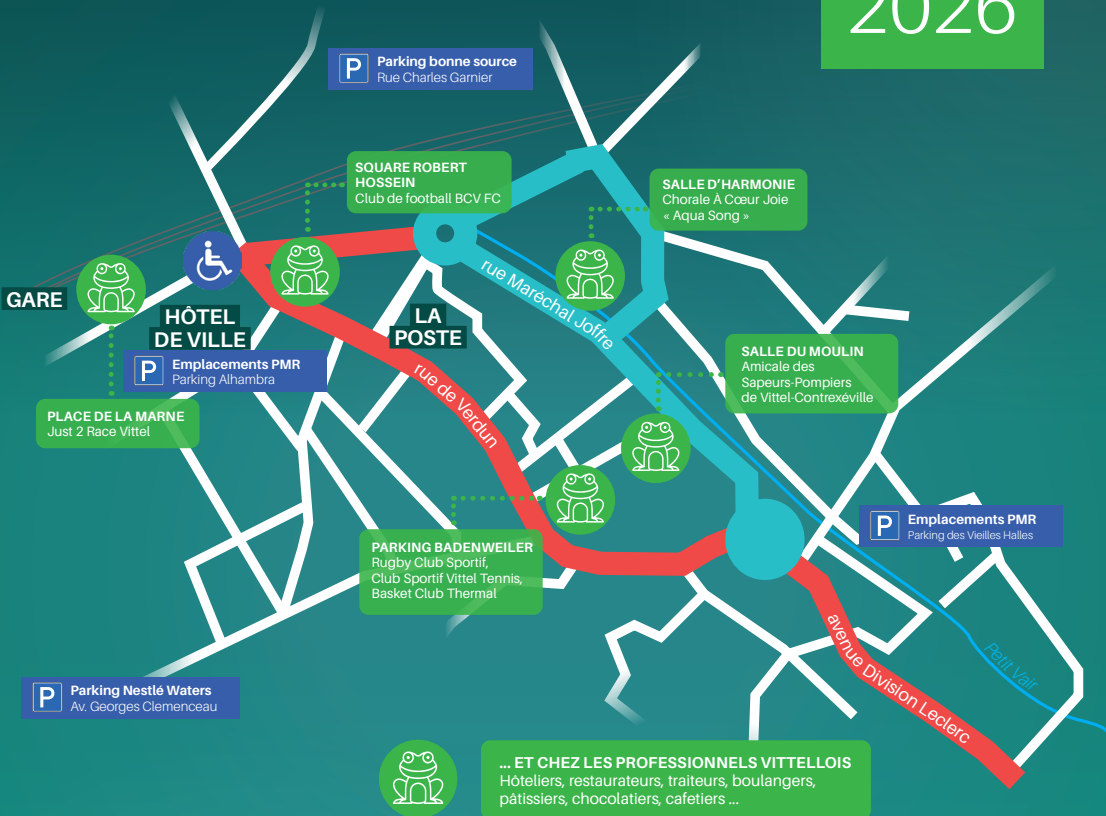 2026
P
Parking bonne source
Rue Charles Garnier
SQUARE ROBERT
HOSSEIN
Club de football BCV FC
SALLE D'HARMONIE
Chorale À Cœur Joie
« Aqua Song »
GARE
HÔTEL
DE VILLE
LA
POSTE
rue Maréchal Joffre
P
Emplacements PMR
Parking Alhambra
rue de Verdun
SALLE DU MOULIN
Amicale des
Sapeurs-Pompiers
de Vittel-Contrexéville
PLACE DE LA MARNE
Just 2 Race Vittel
P
Emplacements PMR
Parking des Vieilles Halles
PARKING BADENWEILER
Rugby Club Sportif,
Club Sportif Vittel Tennis,
Basket Club Thermal
avenue Division Leclerc
Petit Vair
P
Parking Nestlé Waters
Av. Georges Clemenceau
... ET CHEZ LES PROFESSIONNELS VITTELLOIS
Hôteliers, restaurateurs, traiteurs, boulangers,
pâtissiers, chocolatiers, cafetiers ...